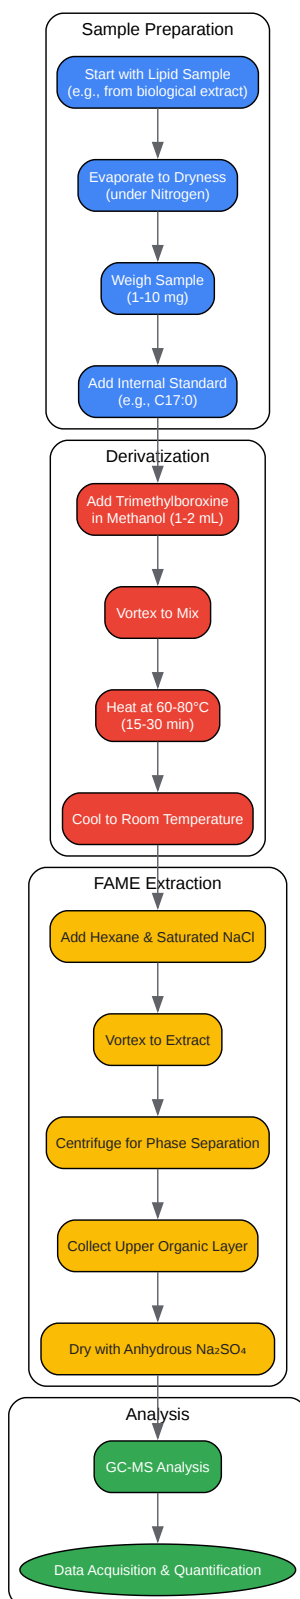 Sample Preparation
Start with Lipid Sample
(e.g., from biological extract)
Evaporate to Dryness
(under Nitrogen)
Weigh Sample
(1-10 mg)
Add Internal Standard
(e.g., C17:0)
Derivatization
Add Trimethylboroxine
in Methanol (1-2 mL)
Vortex to Mix
Heat at 60-80°C
(15-30 min)
Cool to Room Temperature
FAME Extraction
Add Hexane & Saturated NaCl
Vortex to Extract
Centrifuge for Phase Separation
Collect Upper Organic Layer
Dry with Anhydrous Na₂SO₄
Analysis
GC-MS Analysis
Data Acquisition & Quantification